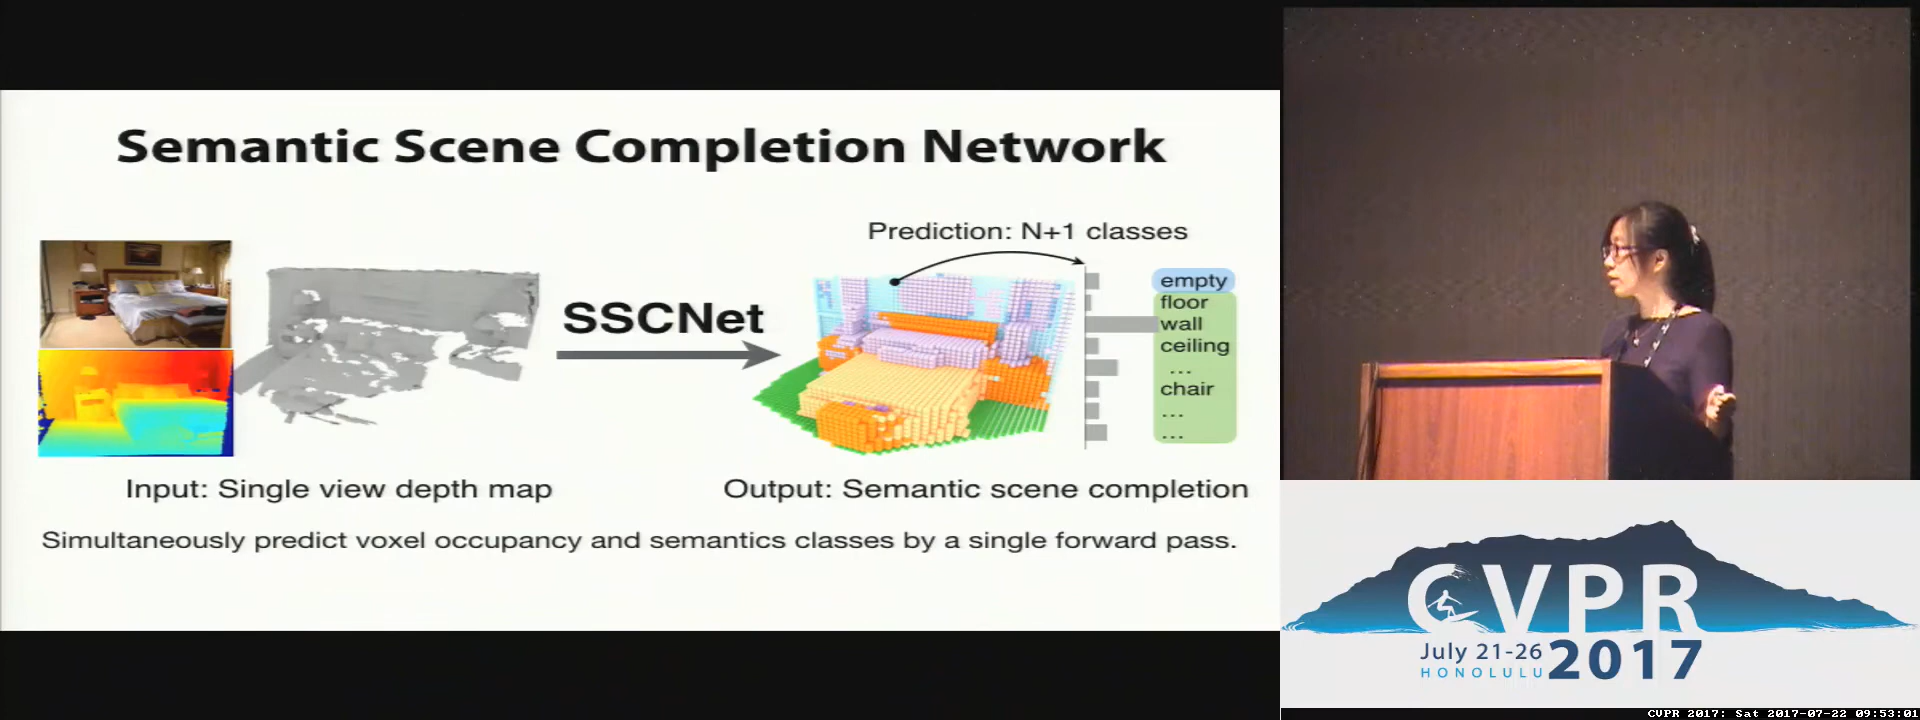 Semantic Scene Completion Network
Prediction: N+1 classes
SSCNet
empty
floor
wall
ceiling
...
chair
...
...
Input: Single view depth map
Output: Semantic scene completion
Simultaneously predict voxel occupancy and semantics classes by a single forward pass.
CVPR
July 21-26
HONOLULU
2017
CVPR 2017: Sat 2017-07-22 09:53:01